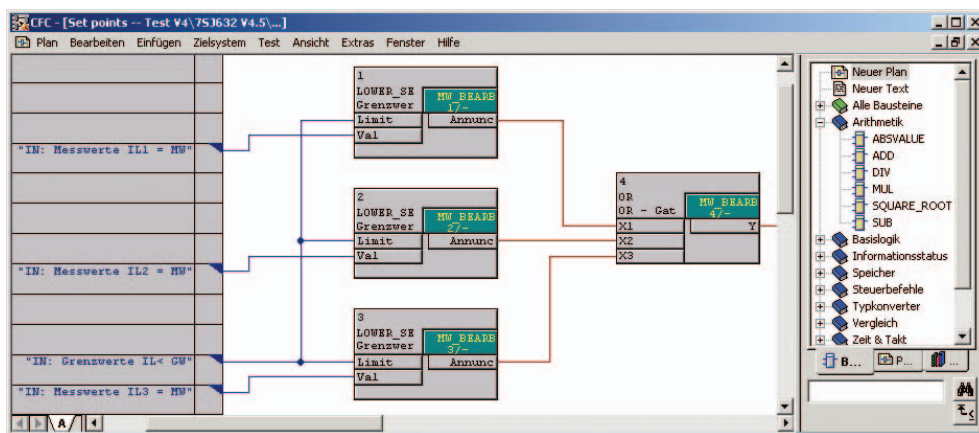 CFC - [Set points -- Test V4\7SJ632 V4.5\...]
Plan Bearbeiten Einfügen Zielsystem Test Ansicht Extras Fenster Hilfe
"IN: Messwerte IL1 = MW"
"IN: Messwerte IL2 = MW"
"IN: Grenzwerte IL< GW"
"IN: Messwerte IL3 = MW"
1
LOWER_SE
Grenzwer
MW_BEARB
1/-
Limit Annunc
Val
2
LOWER_SE
Grenzwer
MW_BEARB
2/-
Limit Annunc
Val
3
LOWER_SE
Grenzwer
MW_BEARB
3/-
Limit Annunc
Val
4
OR
OR - Gat
MW_BEARB
4/-
X1 Y
X2
X3
Neuer Plan
Neuer Text
Alle Bausteine
Arithmetik
ABSVALUE
ADD
DIV
MUL
SQUARE_ROOT
SUB
Basislogik
Informationsstatus
Speicher
Steuerbefehle
Typkonverter
Vergleich
Zeit & Takt
B... P... ...
A